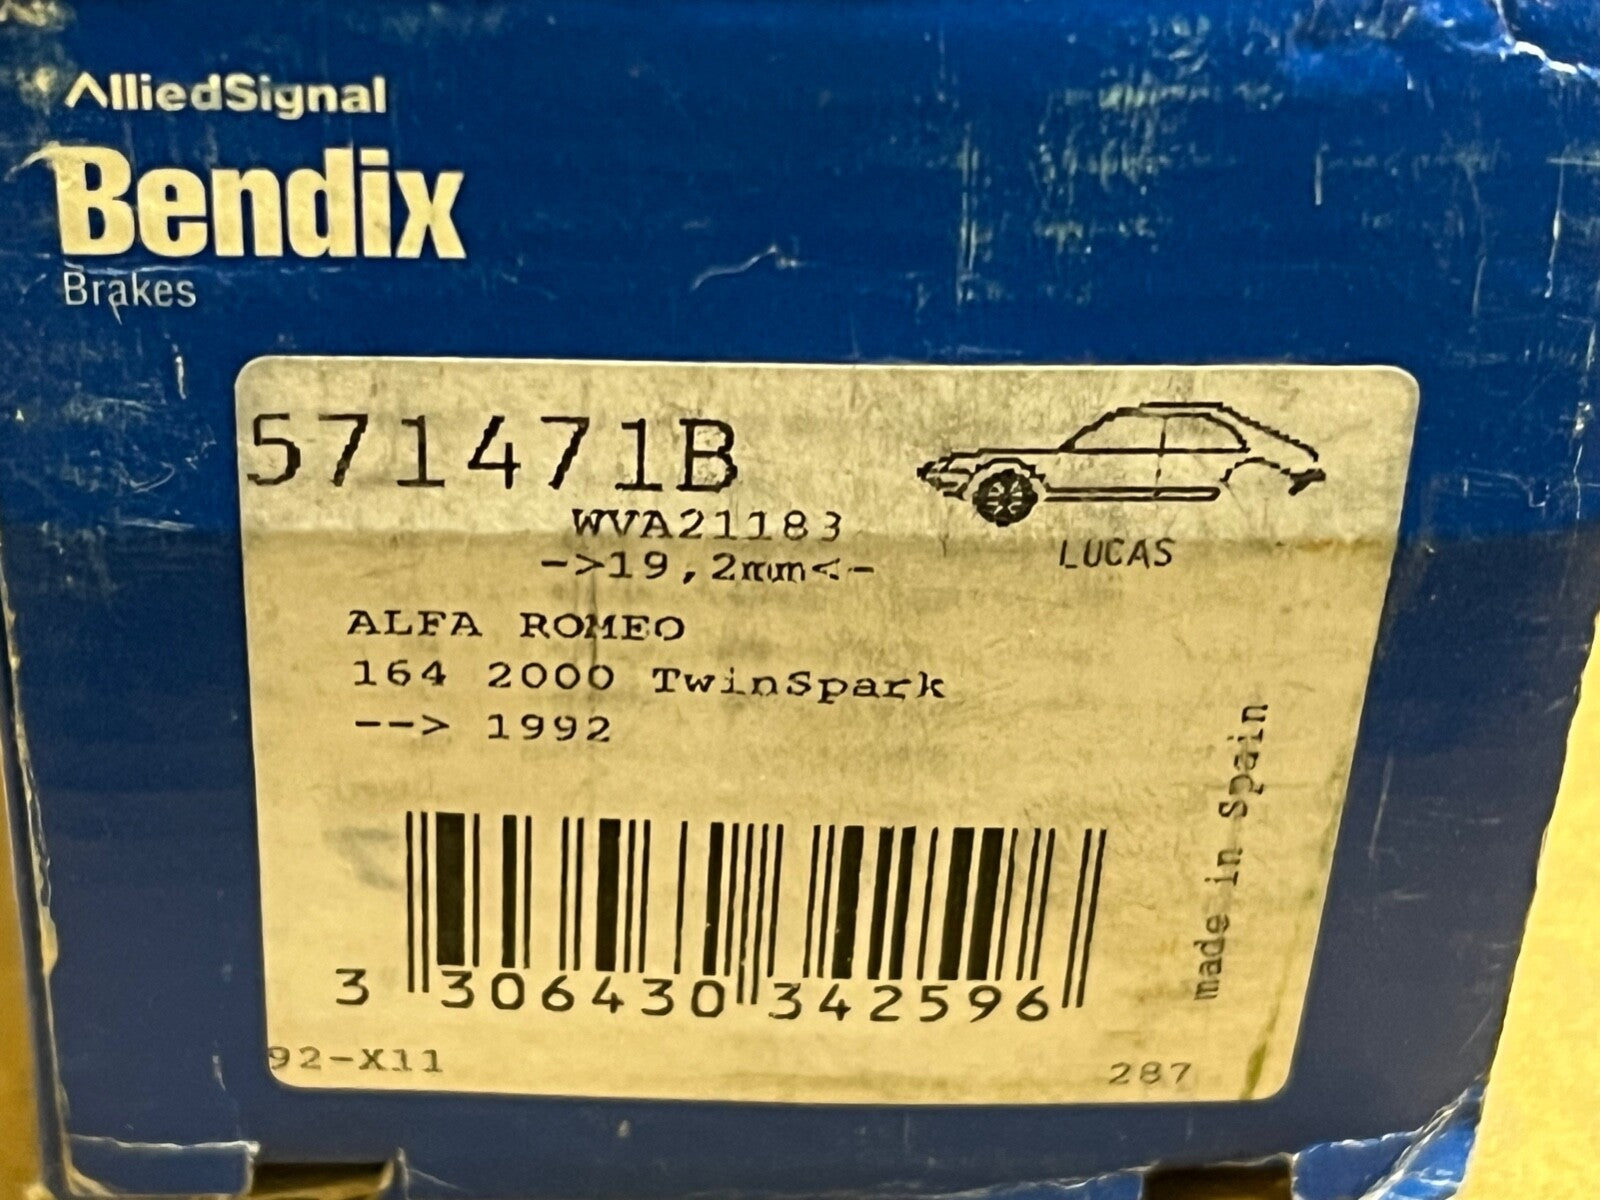 AlliedSignal
Bendix
Brakes
571471B
WVA21183
->19,2mm<-
LUCAS
ALFA ROMEO
164 2000 TwinSpark
--> 1992
made in Spain
3 306430 342596
92-X11
287